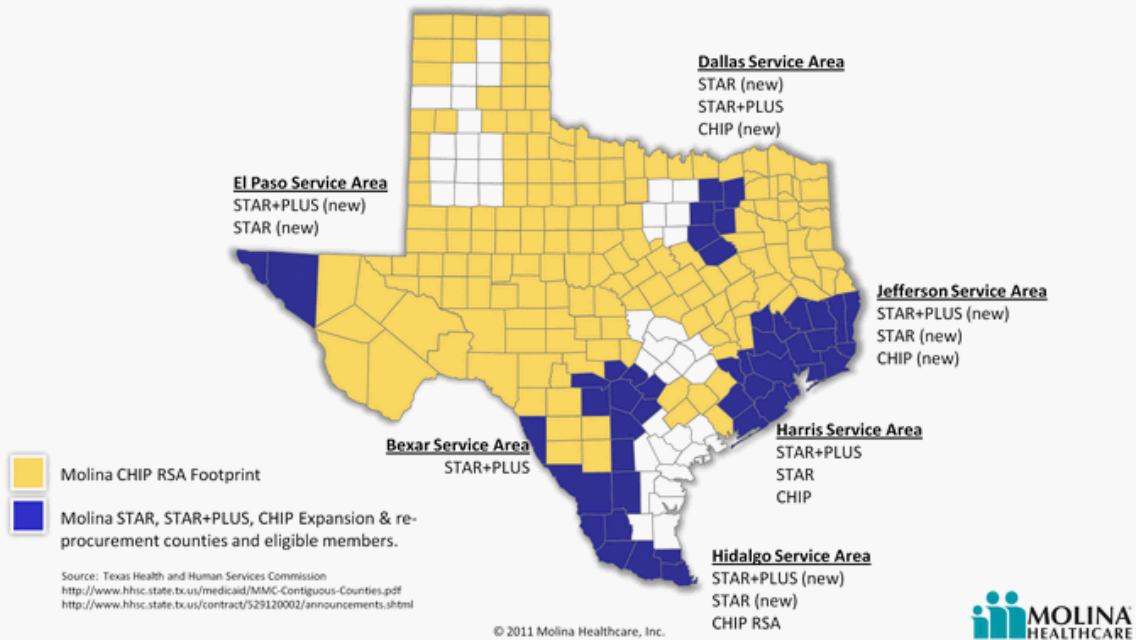 Dallas Service Area
STAR (new)
STAR+PLUS
CHIP (new)
El Paso Service Area
STAR+PLUS (new)
STAR (new)
Jefferson Service Area
STAR+PLUS (new)
STAR (new)
CHIP (new)
Harris Service Area
STAR+PLUS
STAR
CHIP
Bexar Service Area
STAR+PLUS
Molina CHIP RSA Footprint
Molina STAR, STAR+PLUS, CHIP Expansion & re-
procurement counties and eligible members.
Hidalgo Service Area
STAR+PLUS (new)
STAR (new)
CHIP RSA
Source: Texas Health and Human Services Commission
http://www.hhsc.state.tx.us/medicaid/MMC-Contiguous-Counties.pdf
http://www.hhsc.state.tx.us/contract/529120002/announcements.shtml
© 2011 Molina Healthcare, Inc.
MOLINA®
HEALTHCARE